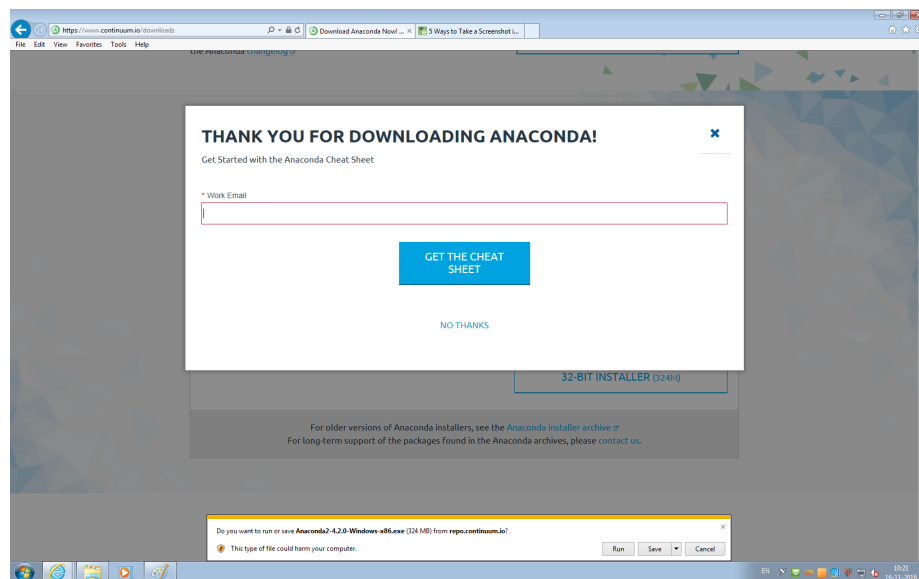 https://www.continuum.io/downloads
Download Anaconda Now! ...
5 Ways to Take a Screenshot i...
File Edit View Favorites Tools Help
the Anaconda changelog
THANK YOU FOR DOWNLOADING ANACONDA!
Get Started with the Anaconda Cheat Sheet
* Work Email
GET THE CHEAT
SHEET
NO THANKS
32-BIT INSTALLER (324M)
For older versions of Anaconda installers, see the Anaconda installer archive
For long-term support of the packages found in the Anaconda archives, please contact us.
Do you want to run or save Anaconda2-4.2.0-Windows-x86.exe (324 MB) from repo.continuum.io?
This type of file could harm your computer.
Run Save Cancel
EN
10:21
16-11-2016